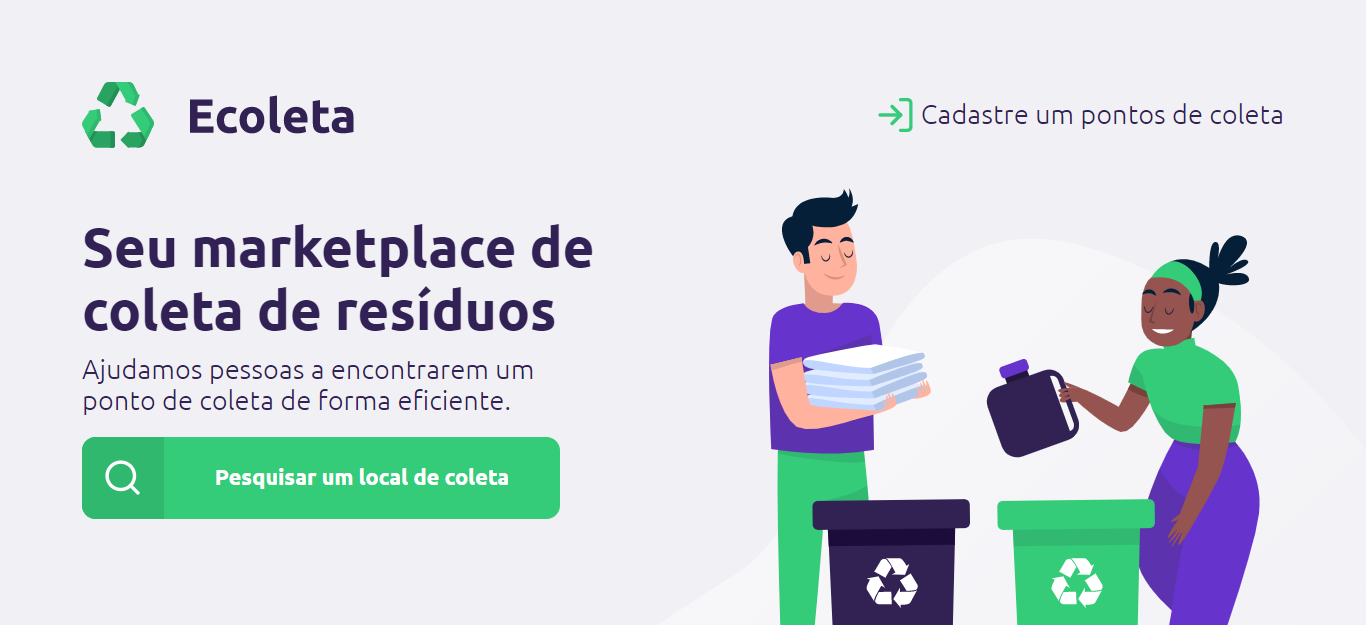 Ecoleta
Cadastre um pontos de coleta
Seu marketplace de
coleta de resíduos
Ajudamos pessoas a encontrarem um
ponto de coleta de forma eficiente.
Pesquisar um local de coleta